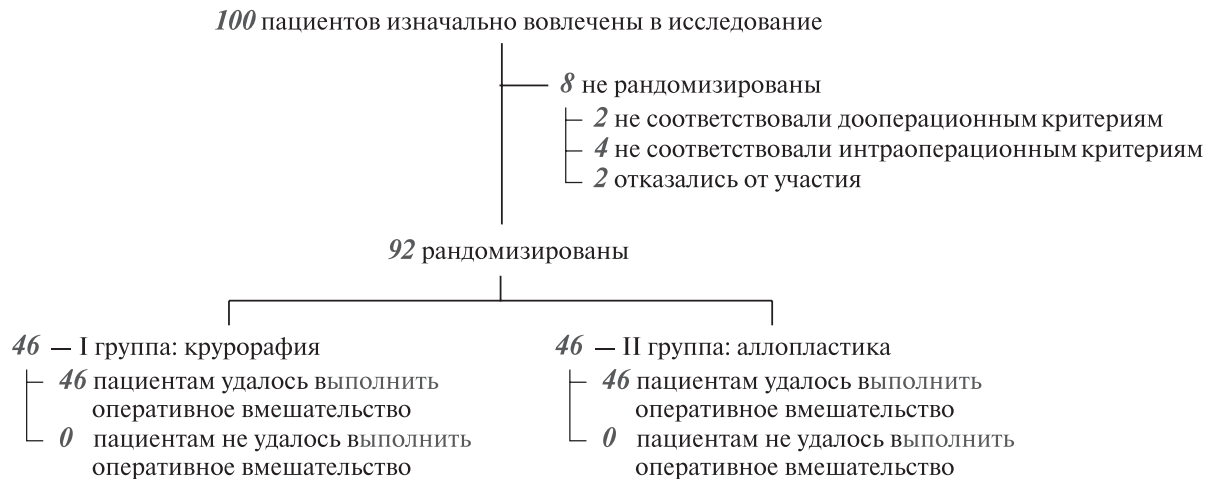 100 пациентов изначально вовлечены в исследование
8 не рандомизированы
2 не соответствовали дооперационным критериям
4 не соответствовали интраоперационным критериям
2 отказались от участия
92 рандомизированы
46 — I группа: крурорафия
46 пациентам удалось выполнить
оперативное вмешательство
0 пациентам не удалось выполнить
оперативное вмешательство
46 — II группа: аллопластика
46 пациентам удалось выполнить
оперативное вмешательство
0 пациентам не удалось выполнить
оперативное вмешательство